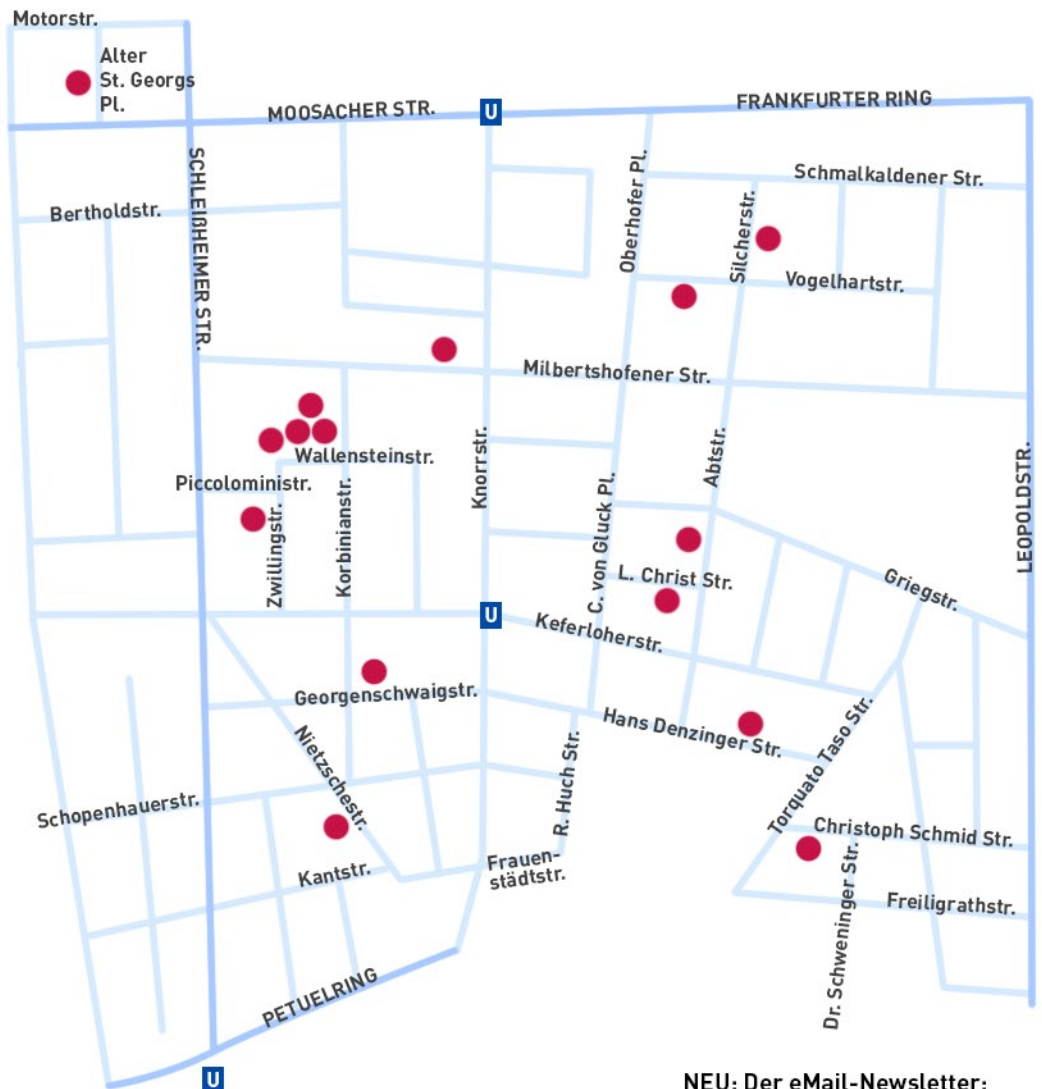 Motorstr.
Alter
St. Georgs
Pl.
MOOSACHER STR.
U
FRANKFURTER RING
SCHLEIßHEIMER STR.
Bertholdstr.
Oberhofer Pl.
Schmalkaldener Str.
Silcherstr.
Vogelhartstr.
Milbertshofener Str.
Wallensteinstr.
Piccoloministr.
Zwillingstr.
Korbinianstr.
Knorrstr.
C. von Gluck Pl.
Abtstr.
LEOPOLDSTR.
L. Christ Str.
Griegstr.
U
Keferloherstr.
Georgenschwaigstr.
Hans Denzinger Str.
Nietzschestr.
R. Huch Str.
Torquato Taso Str.
Schopenhauerstr.
Christoph Schmid Str.
Kantstr.
Frauen-
städtstr.
Dr. Schweninger Str.
Freiligrathstr.
PETUELRING
U
NEU: Der eMail-Newsletter: